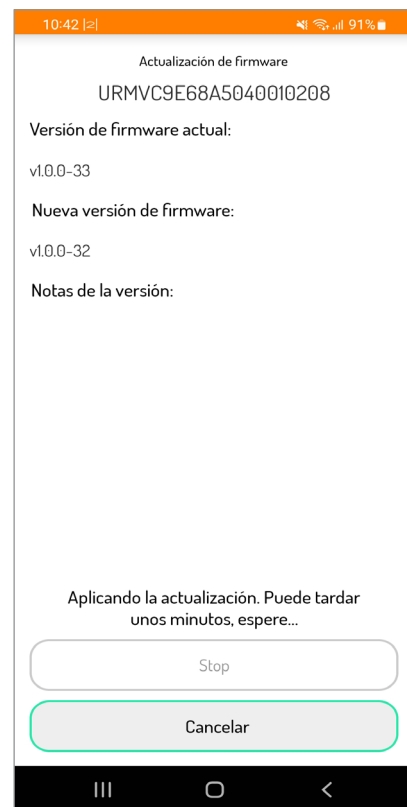 10:42 |2| 91%
Actualización de firmware
URMVC9E68A5040010208
Versión de firmware actual:
v1.0.0-33
Nueva versión de firmware:
v1.0.0-32
Notas de la versión:
Aplicando la actualización. Puede tardar
unos minutos, espere...
Stop
Cancelar